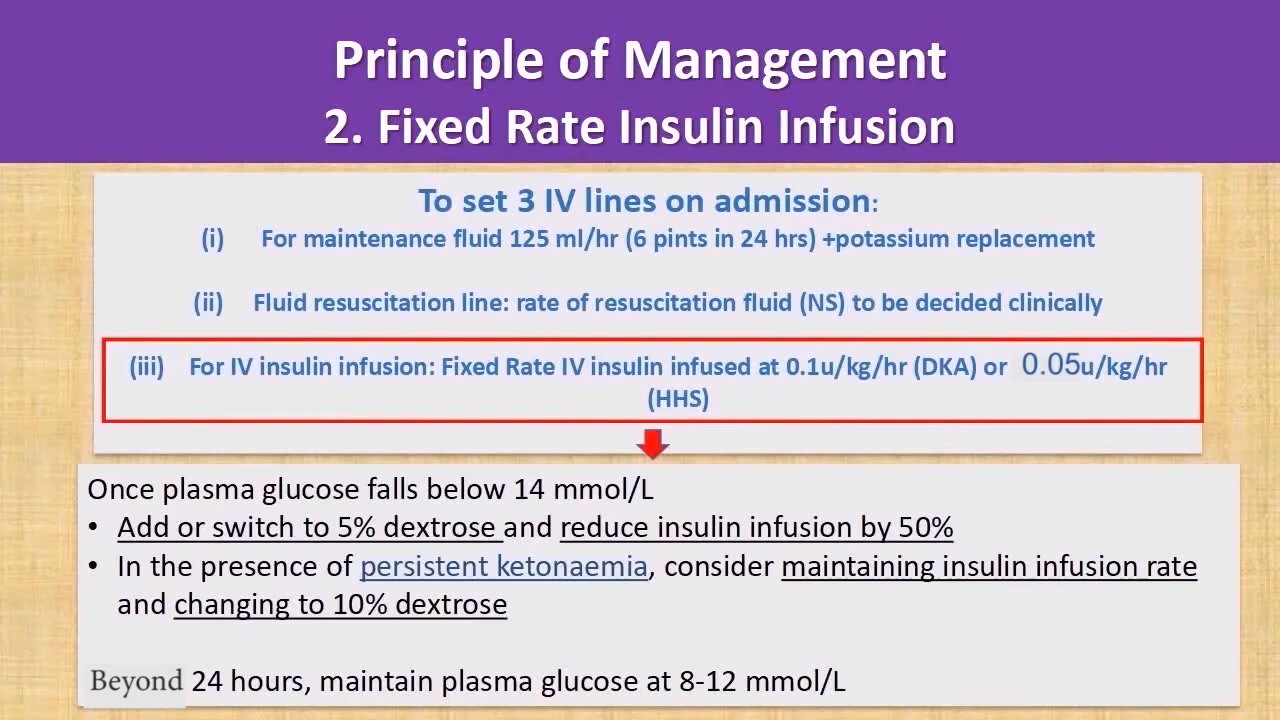 Principle of Management
2. Fixed Rate Insulin Infusion
To set 3 IV lines on admission:
(i) For maintenance fluid 125 ml/hr (6 pints in 24 hrs) +potassium replacement
(ii) Fluid resuscitation line: rate of resuscitation fluid (NS) to be decided clinically
(iii) For IV insulin infusion: Fixed Rate IV insulin infused at 0.1u/kg/hr (DKA) or 0.05u/kg/hr
(HHS)
Once plasma glucose falls below 14 mmol/L
• Add or switch to 5% dextrose and reduce insulin infusion by 50%
• In the presence of persistent ketonaemia, consider maintaining insulin infusion rate
and changing to 10% dextrose
Beyond 24 hours, maintain plasma glucose at 8-12 mmol/L